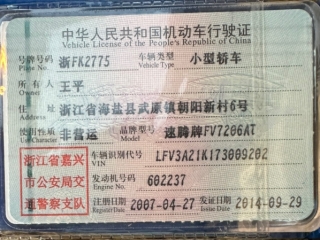 中华人民共和国机动车行驶证
Vehicle License of the People's Republic of China
号牌号码 浙FK2775 车辆类型 小型轿车
Plate No. Vehicle Type
所有人 王平
Owner
住址 浙江省海盐县武原镇朝阳新村6号
Address
使用性质 非营运 品牌型号 速腾牌FV7206AT
Use Character Model
浙江省嘉兴 车辆识别代号 LFV3A21K173009202
VIN
市公安局交 发动机号码 602237
Engine No.
通警察支队 注册日期 2007-04-27 发证日期 2014-09-29
Register Date Issue Date